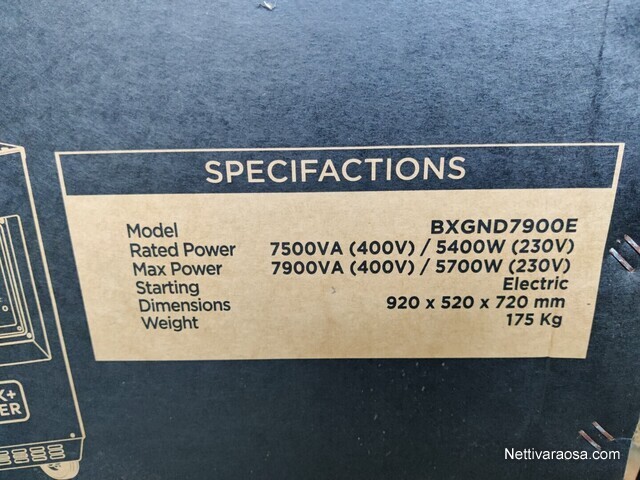 SPECIFACTIONS
Model BXGND7900E
Rated Power 7500VA (400V) / 5400W (230V)
Max Power 7900VA (400V) / 5700W (230V)
Starting Electric
Dimensions 920 x 520 x 720 mm
Weight 175 Kg
Nettivaraosa.com